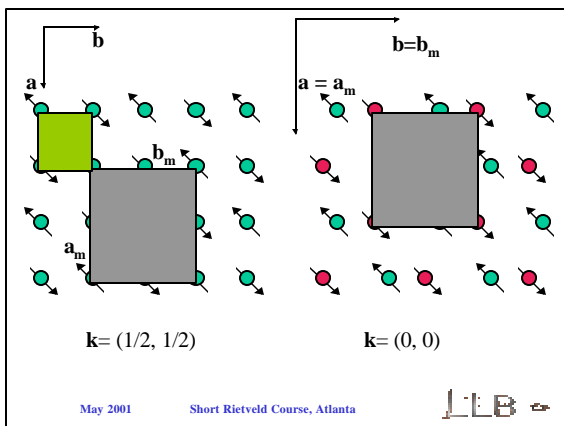 b
a
b=bm
a = am
bm
am
k= (1/2, 1/2)
k= (0, 0)
May 2001
Short Rietveld Course, Atlanta
LLB